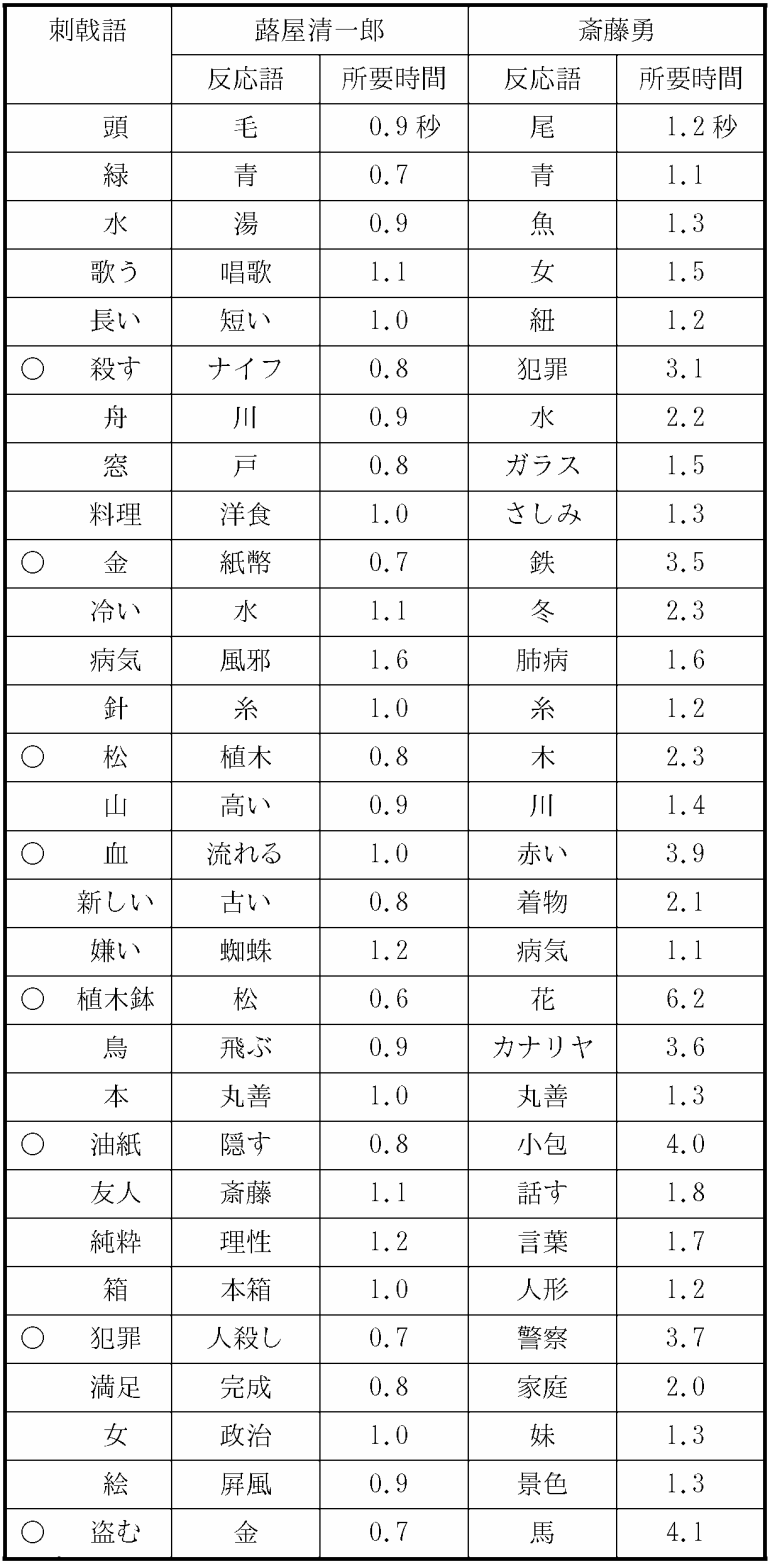 刺戟語 蕗屋清一郎 斎藤勇
反応語 所要時間 反応語 所要時間
頭 毛 0.9秒 尾 1.2秒
緑 青 0.7 青 1.1
水 湯 0.9 魚 1.3
歌う 唱歌 1.1 女 1.5
長い 短い 1.0 紐 1.2
○ 殺す ナイフ 0.8 犯罪 3.1
舟 川 0.9 水 2.2
窓 戸 0.8 ガラス 1.5
料理 洋食 1.0 さしみ 1.3
○ 金 紙幣 0.7 鉄 3.5
冷い 水 1.1 冬 2.3
病気 風邪 1.6 肺病 1.6
針 糸 1.0 糸 1.2
○ 松 植木 0.8 木 2.3
山 高い 0.9 川 1.4
○ 血 流れる 1.0 赤い 3.9
新しい 古い 0.8 着物 2.1
嫌い 蜘蛛 1.2 病気 1.1
○ 植木鉢 松 0.6 花 6.2
鳥 飛ぶ 0.9 カナリヤ 3.6
本 丸善 1.0 丸善 1.3
○ 油紙 隠す 0.8 小包 4.0
友人 斎藤 1.1 話す 1.8
純粋 理性 1.2 言葉 1.7
箱 本箱 1.0 人形 1.2
○ 犯罪 人殺し 0.7 警察 3.7
満足 完成 0.8 家庭 2.0
女 政治 1.0 妹 1.3
絵 屏風 0.9 景色 1.3
○ 盗む 金 0.7 馬 4.1